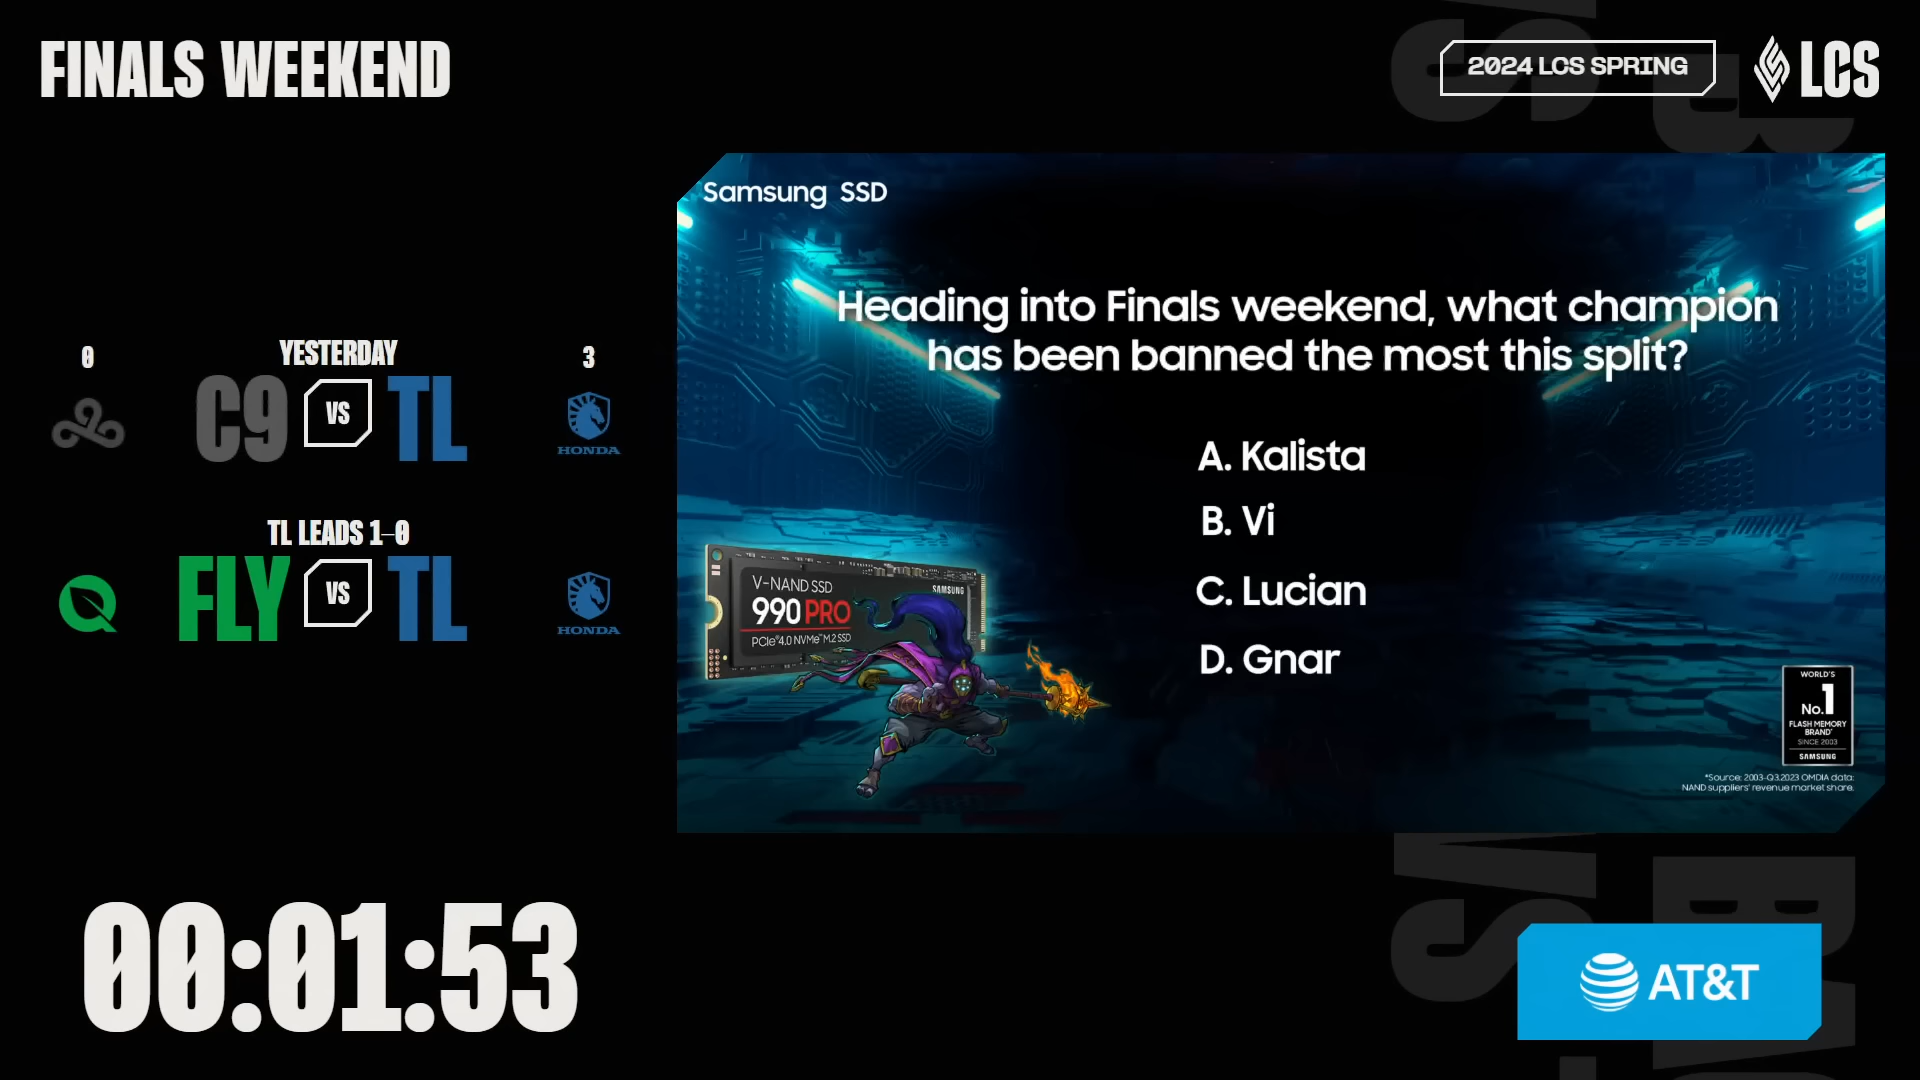 FINALS WEEKEND
2024 LCS SPRING
LCS
Samsung SSD
Heading into Finals weekend, what champion
has been banned the most this split?
A. Kalista
B. Vi
C. Lucian
D. Gnar
YESTERDAY
0
3
C9
VS
TL
HONDA
TL LEADS 1-0
FLY
VS
TL
HONDA
V-NAND SSD
SAMSUNG
990 PRO
PCIe® 4.0 NVMe™ M.2 SSD
WORLD'S
No.1
FLASH MEMORY
BRAND*
SINCE 2003
SAMSUNG
*Source: 2003-Q3.2023 OMDIA data:
NAND suppliers' revenue market share.
00:01:53
AT&T